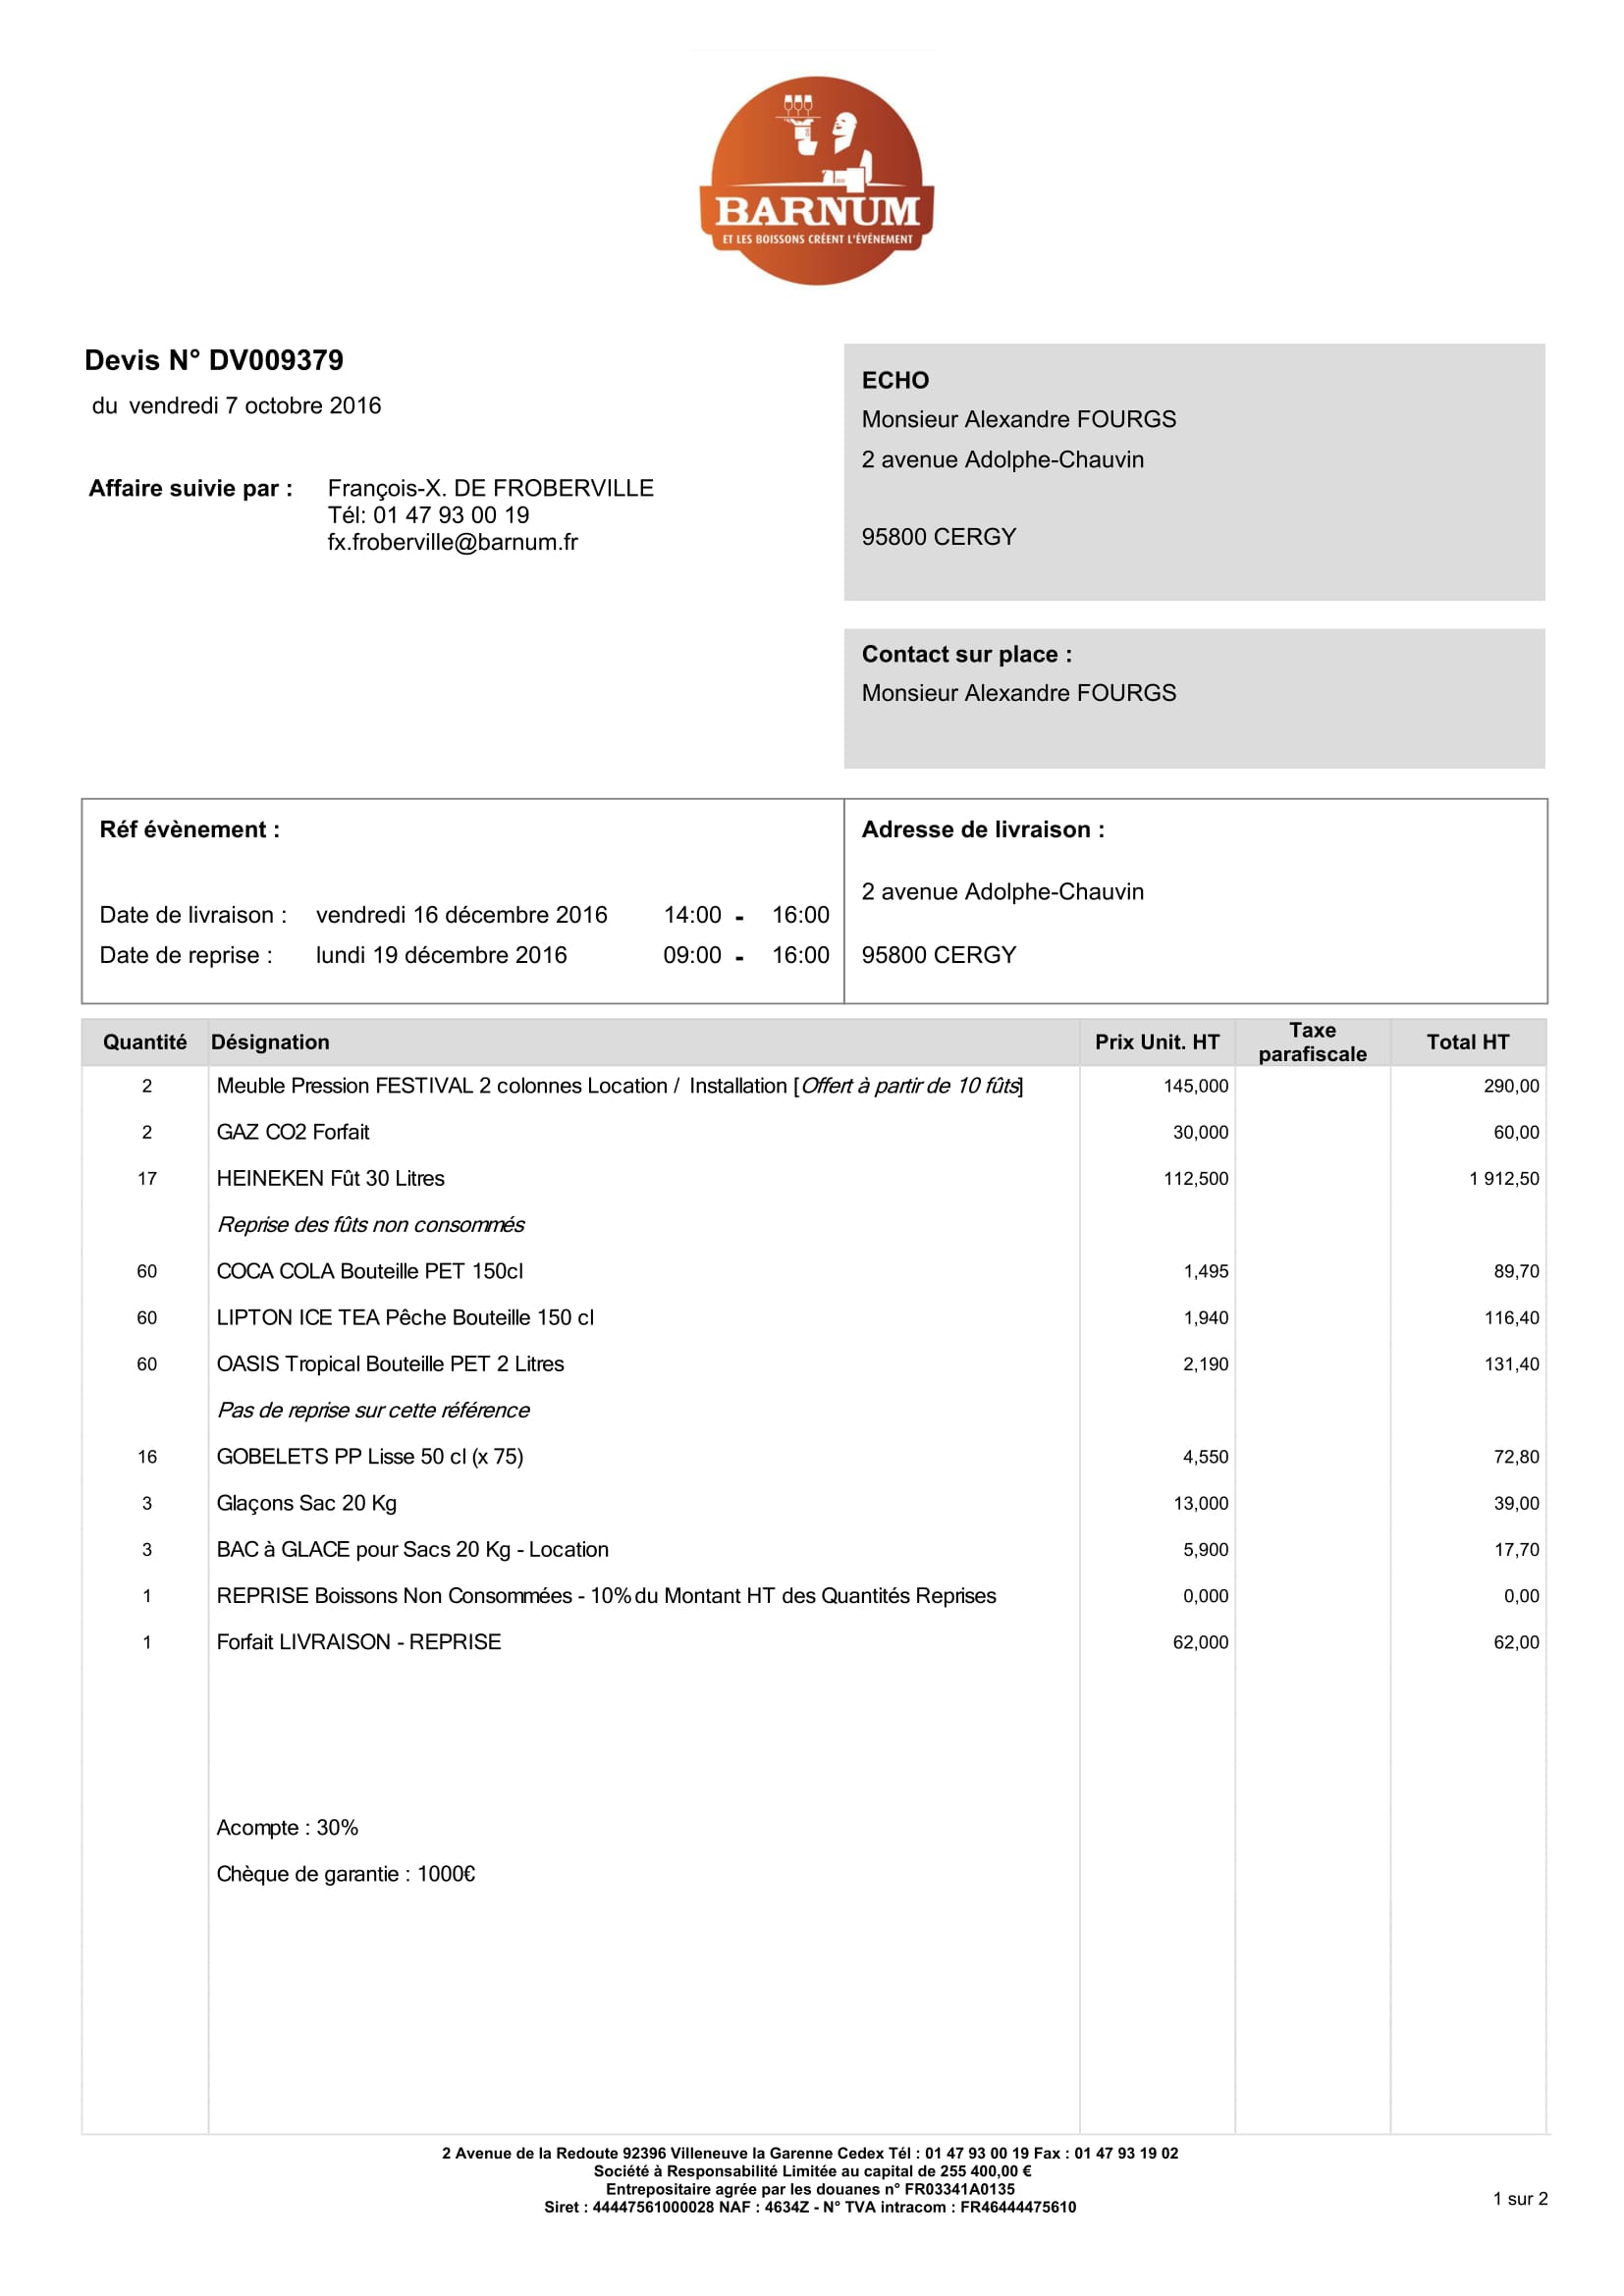 BARNUM
ET LES BOISSONS CRÉENT L'ÉVÉNEMENT
Devis N° DV009379
du vendredi 7 octobre 2016
Affaire suivie par : François-X. DE FROBERVILLE
Tél: 01 47 93 00 19
fx.froberville@barnum.fr
ECHO
Monsieur Alexandre FOURGS
2 avenue Adolphe-Chauvin
95800 CERGY
Contact sur place :
Monsieur Alexandre FOURGS
Réf évènement :
Date de livraison : vendredi 16 décembre 2016 14:00 - 16:00
Date de reprise : lundi 19 décembre 2016 09:00 - 16:00
Adresse de livraison :
2 avenue Adolphe-Chauvin
95800 CERGY
Quantité Désignation Prix Unit. HT Taxe parafiscale Total HT
2 Meuble Pression FESTIVAL 2 colonnes Location / Installation [Offert à partir de 10 fûts] 145,000 290,00
2 GAZ CO2 Forfait 30,000 60,00
17 HEINEKEN Fût 30 Litres 112,500 1 912,50
Reprise des fûts non consommés
60 COCA COLA Bouteille PET 150cl 1,495 89,70
60 LIPTON ICE TEA Pêche Bouteille 150 cl 1,940 116,40
60 OASIS Tropical Bouteille PET 2 Litres 2,190 131,40
Pas de reprise sur cette référence
16 GOBELETS PP Lisse 50 cl (x 75) 4,550 72,80
3 Glaçons Sac 20 Kg 13,000 39,00
3 BAC à GLACE pour Sacs 20 Kg - Location 5,900 17,70
1 REPRISE Boissons Non Consommées - 10% du Montant HT des Quantités Reprises 0,000 0,00
1 Forfait LIVRAISON - REPRISE 62,000 62,00
Acompte : 30%
Chèque de garantie : 1000€
2 Avenue de la Redoute 92396 Villeneuve la Garenne Cedex Tél : 01 47 93 00 19 Fax : 01 47 93 19 02
Société à Responsabilité Limitée au capital de 255 400,00 €
Entrepositaire agrée par les douanes n° FR03341A0135
Siret : 44447561000028 NAF : 4634Z - N° TVA intracom : FR46444475610
1 sur 2